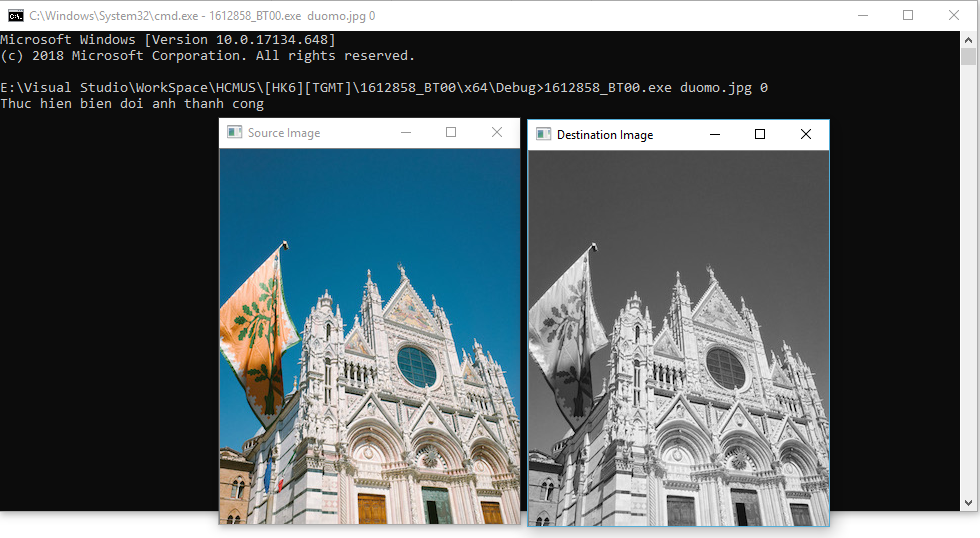 C:\Windows\System32\cmd.exe - 1612858_BT00.exe  duomo.jpg 0
Microsoft Windows [Version 10.0.17134.648]
(c) 2018 Microsoft Corporation. All rights reserved.
E:\Visual Studio\WorkSpace\HCMUS\[HK6][TGMT]\1612858_BT00\x64\Debug>1612858_BT00.exe duomo.jpg 0
Thuc hien bien doi anh thanh cong
Source Image
Destination Image